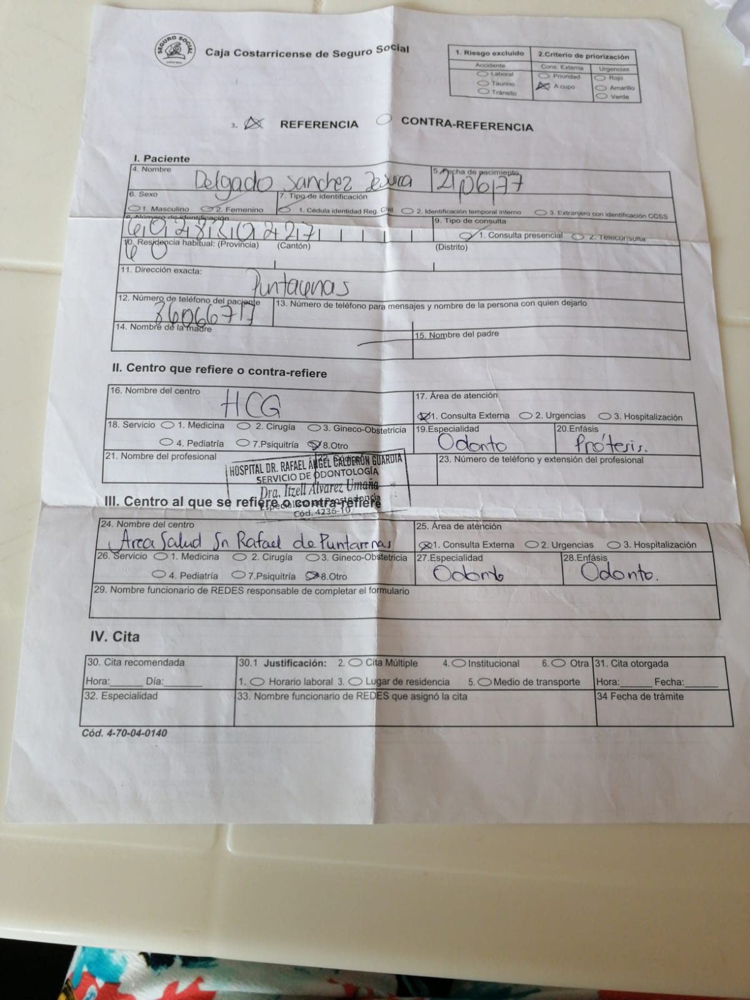 SEGURO SOCIAL
Caja Costarricense de Seguro Social
1. Riesgo excluido 2.Criterio de priorización
Accidente Cons. Externa Urgencias
Laboral Prioridad Rojo
Taurino A cupo Amarillo
Tránsito Verde
3. REFERENCIA CONTRA-REFERENCIA
I. Paciente
4. Nombre Delgado Sanchez Jesica 5. Fecha de nacimiento 21 06 77
6. Sexo 7. Tipo de identificación
1. Masculino 2. Femenino 1. Cédula identidad Reg. Civil 2. Identificación temporal interno 3. Extranjero con identificación CCSS
8. Número de identificación 9. Tipo de consulta
1. Consulta presencial 2. Teleconsulta
10. Residencia habitual: (Provincia) (Cantón) (Distrito)
11. Dirección exacta: Puntarenas
12. Número de teléfono del paciente 13. Número de teléfono para mensajes y nombre de la persona con quien dejarlo
86066717
14. Nombre de la madre 15. Nombre del padre
II. Centro que refiere o contra-refiere
16. Nombre del centro HCG 17. Área de atención
1. Consulta Externa 2. Urgencias 3. Hospitalización
18. Servicio 1. Medicina 2. Cirugía 3. Gineco-Obstetricia 19.Especialidad Odonto 20.Enfásis Prótesis.
4. Pediatría 7.Psiquitría 8.Otro
21. Nombre del profesional 23. Número de teléfono y extensión del profesional
HOSPITAL DR. RAFAEL ÁNGEL CALDERÓN GUARDIA
SERVICIO DE ODONTOLOGÍA
Dra. Itzell Alvarez Umaña
Especialista en Prostodoncia
Cód. 4236-10
III. Centro al que se refiere o contra-refiere
24. Nombre del centro 25. Área de atención
Area Salud Sn Rafael de Puntarenas 1. Consulta Externa 2. Urgencias 3. Hospitalización
26. Servicio 1. Medicina 2. Cirugía 3. Gineco-Obstetricia 27.Especialidad Odonto 28.Enfásis Odonto.
4. Pediatría 7.Psiquitría 8.Otro
29. Nombre funcionario de REDES responsable de completar el formulario
IV. Cita
30. Cita recomendada 30.1 Justificación: 2. Cita Múltiple 4. Institucional 6. Otra 31. Cita otorgada
Hora:______ Día:_______ 1. Horario laboral 3. Lugar de residencia 5. Medio de transporte Hora:______ Fecha:______
32. Especialidad 33. Nombre funcionario de REDES que asignó la cita 34 Fecha de trámite
Cód. 4-70-04-0140